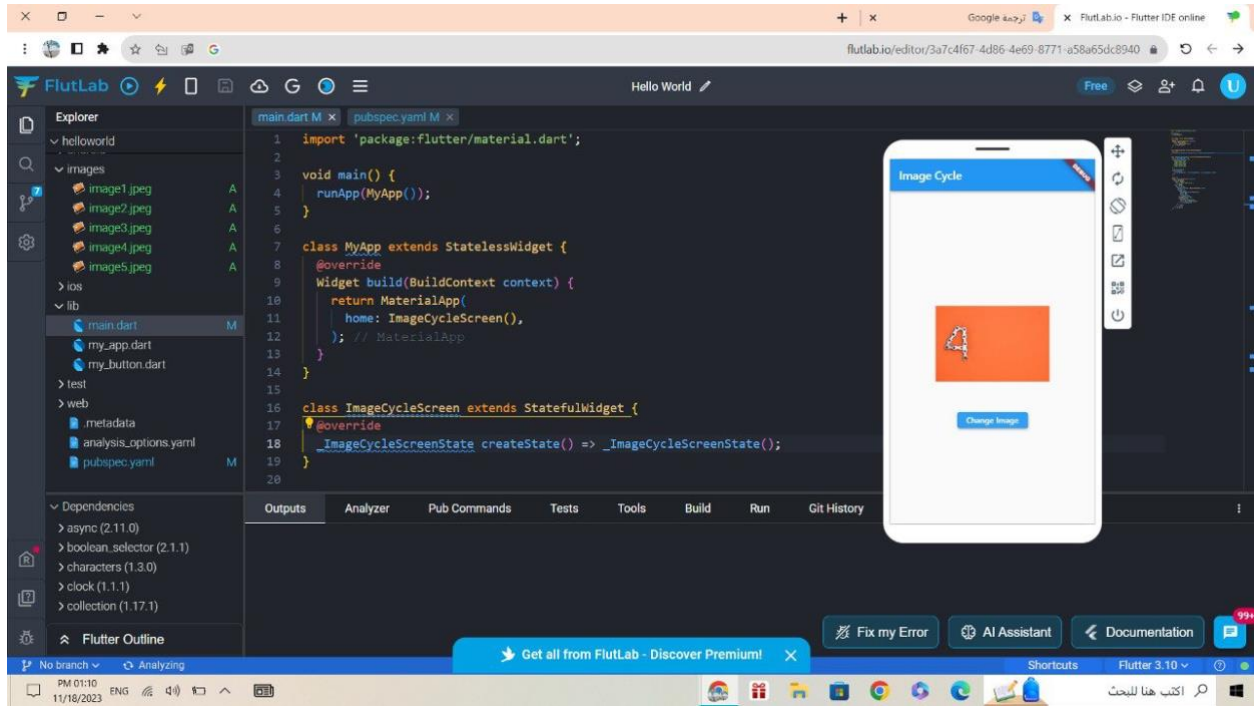 FlutLab.io - Flutter IDE online
ترجمة Google
flutlab.io/editor/3a7c4f67-4d86-4e69-8771-a58a65dc8940
FlutLab
Hello World
Free
U
Explorer
helloworld
images
image1.jpeg A
image2.jpeg A
image3.jpeg A
image4.jpeg A
image5.jpeg A
ios
lib
main.dart M
my_app.dart
my_button.dart
test
web
.metadata
analysis_options.yaml
pubspec.yaml M
Dependencies
async (2.11.0)
boolean_selector (2.1.1)
characters (1.3.0)
clock (1.1.1)
collection (1.17.1)
Flutter Outline
7
main.dart M
pubspec.yaml M
1 import 'package:flutter/material.dart';
2
3 void main() {
4 runApp(MyApp());
5 }
6
7 class MyApp extends StatelessWidget {
8 @override
9 Widget build(BuildContext context) {
10 return MaterialApp(
11 home: ImageCycleScreen(),
12 ); // MaterialApp
13 }
14 }
15
16 class ImageCycleScreen extends StatefulWidget {
17 @override
18 _ImageCycleScreenState createState() => _ImageCycleScreenState();
19 }
20
Image Cycle
DEBUG
4
Change Image
Outputs Analyzer Pub Commands Tests Tools Build Run Git History
Fix my Error
AI Assistant
Documentation
99+
Get all from FlutLab - Discover Premium!
No branch
Analyzing
Shortcuts
Flutter 3.10
PM 01:10
11/18/2023
ENG
اكتب هنا للبحث